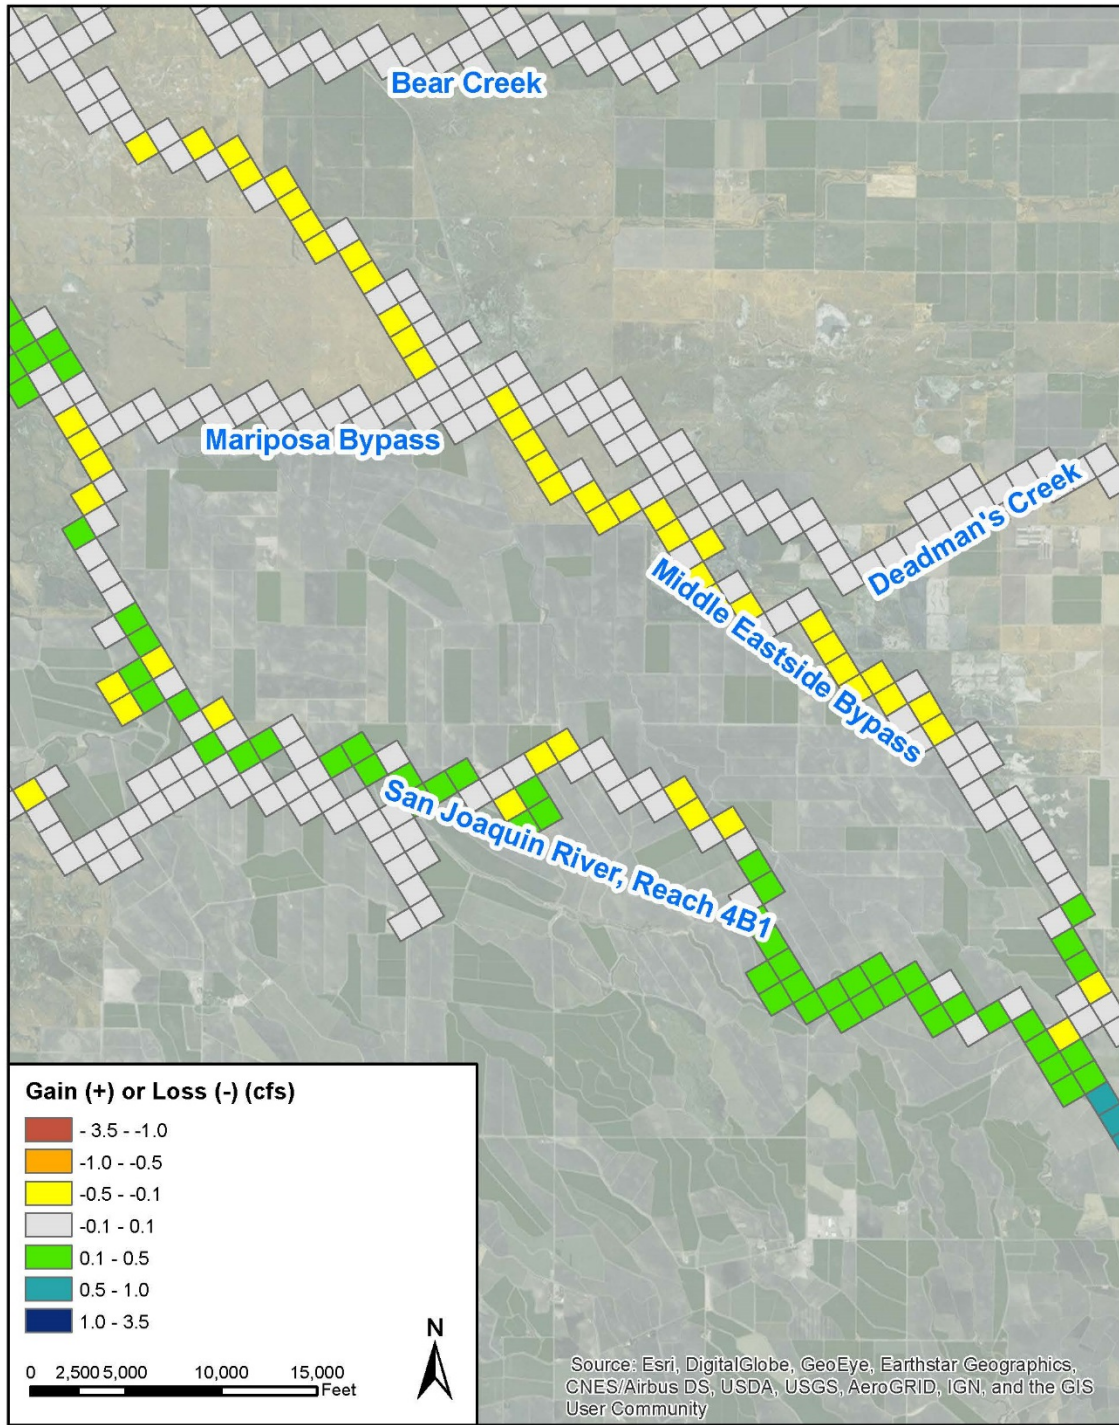 Bear Creek
Mariposa Bypass
Deadman's Creek
Middle Eastside Bypass
San Joaquin River, Reach 4B1
Gain (+) or Loss (-) (cfs)
- 3.5 - -1.0
-1.0 - -0.5
-0.5 - -0.1
-0.1 - 0.1
0.1 - 0.5
0.5 - 1.0
1.0 - 3.5
N
0 2,500 5,000 10,000 15,000
Feet
Source: Esri, DigitalGlobe, GeoEye, Earthstar Geographics,
CNES/Airbus DS, USDA, USGS, AeroGRID, IGN, and the GIS
User Community